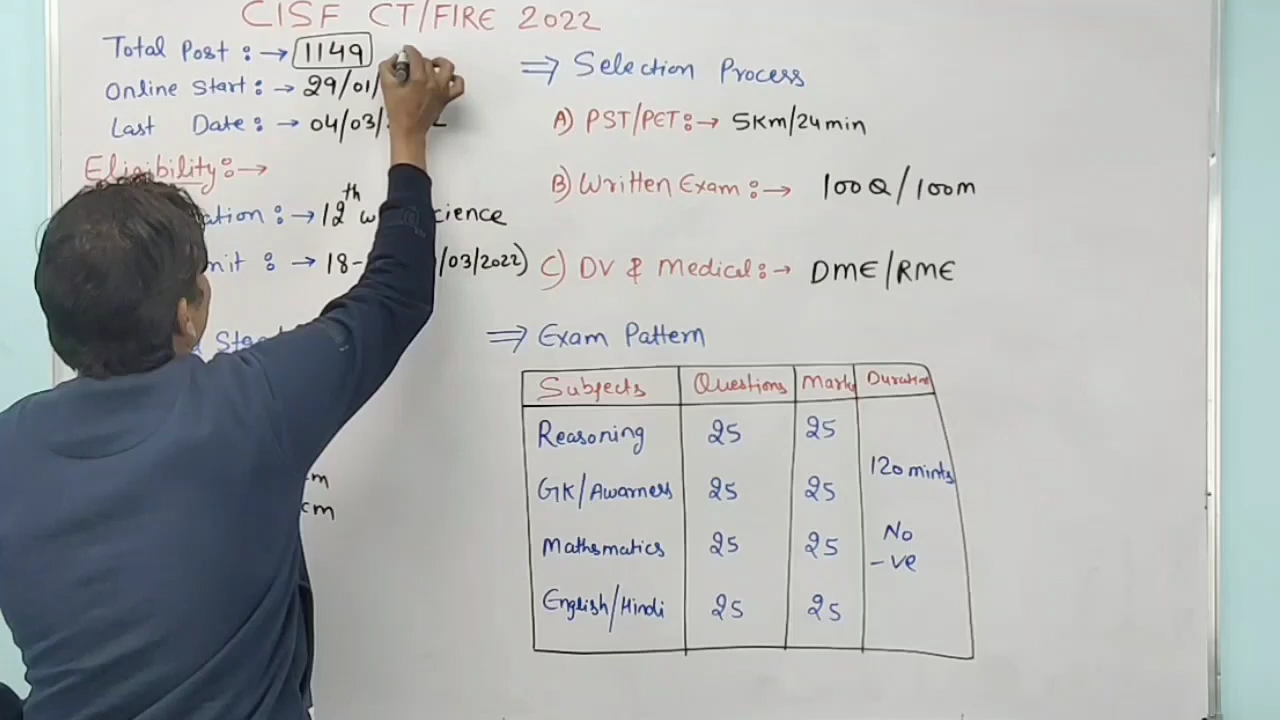 CISF CT/FIRE 2022
Total Post :→ 1149
Online Start :→ 29/01/
Last Date :→ 04/03/
Eligibility :→
:→ 12th science
:→ 18- /03/2022)
cm
cm
⇒ Selection Process
A) PST/PET :→ 5Km/24min
B) Written Exam :→ 100Q/100m
C) DV & Medical :→ DME/RME
⇒ Exam Pattern
Subjects Questions Marks Duration
Reasoning 25 25
120 mints
GK/Awarness 25 25
No
Mathematics 25 25
-ve
English/Hindi 25 25